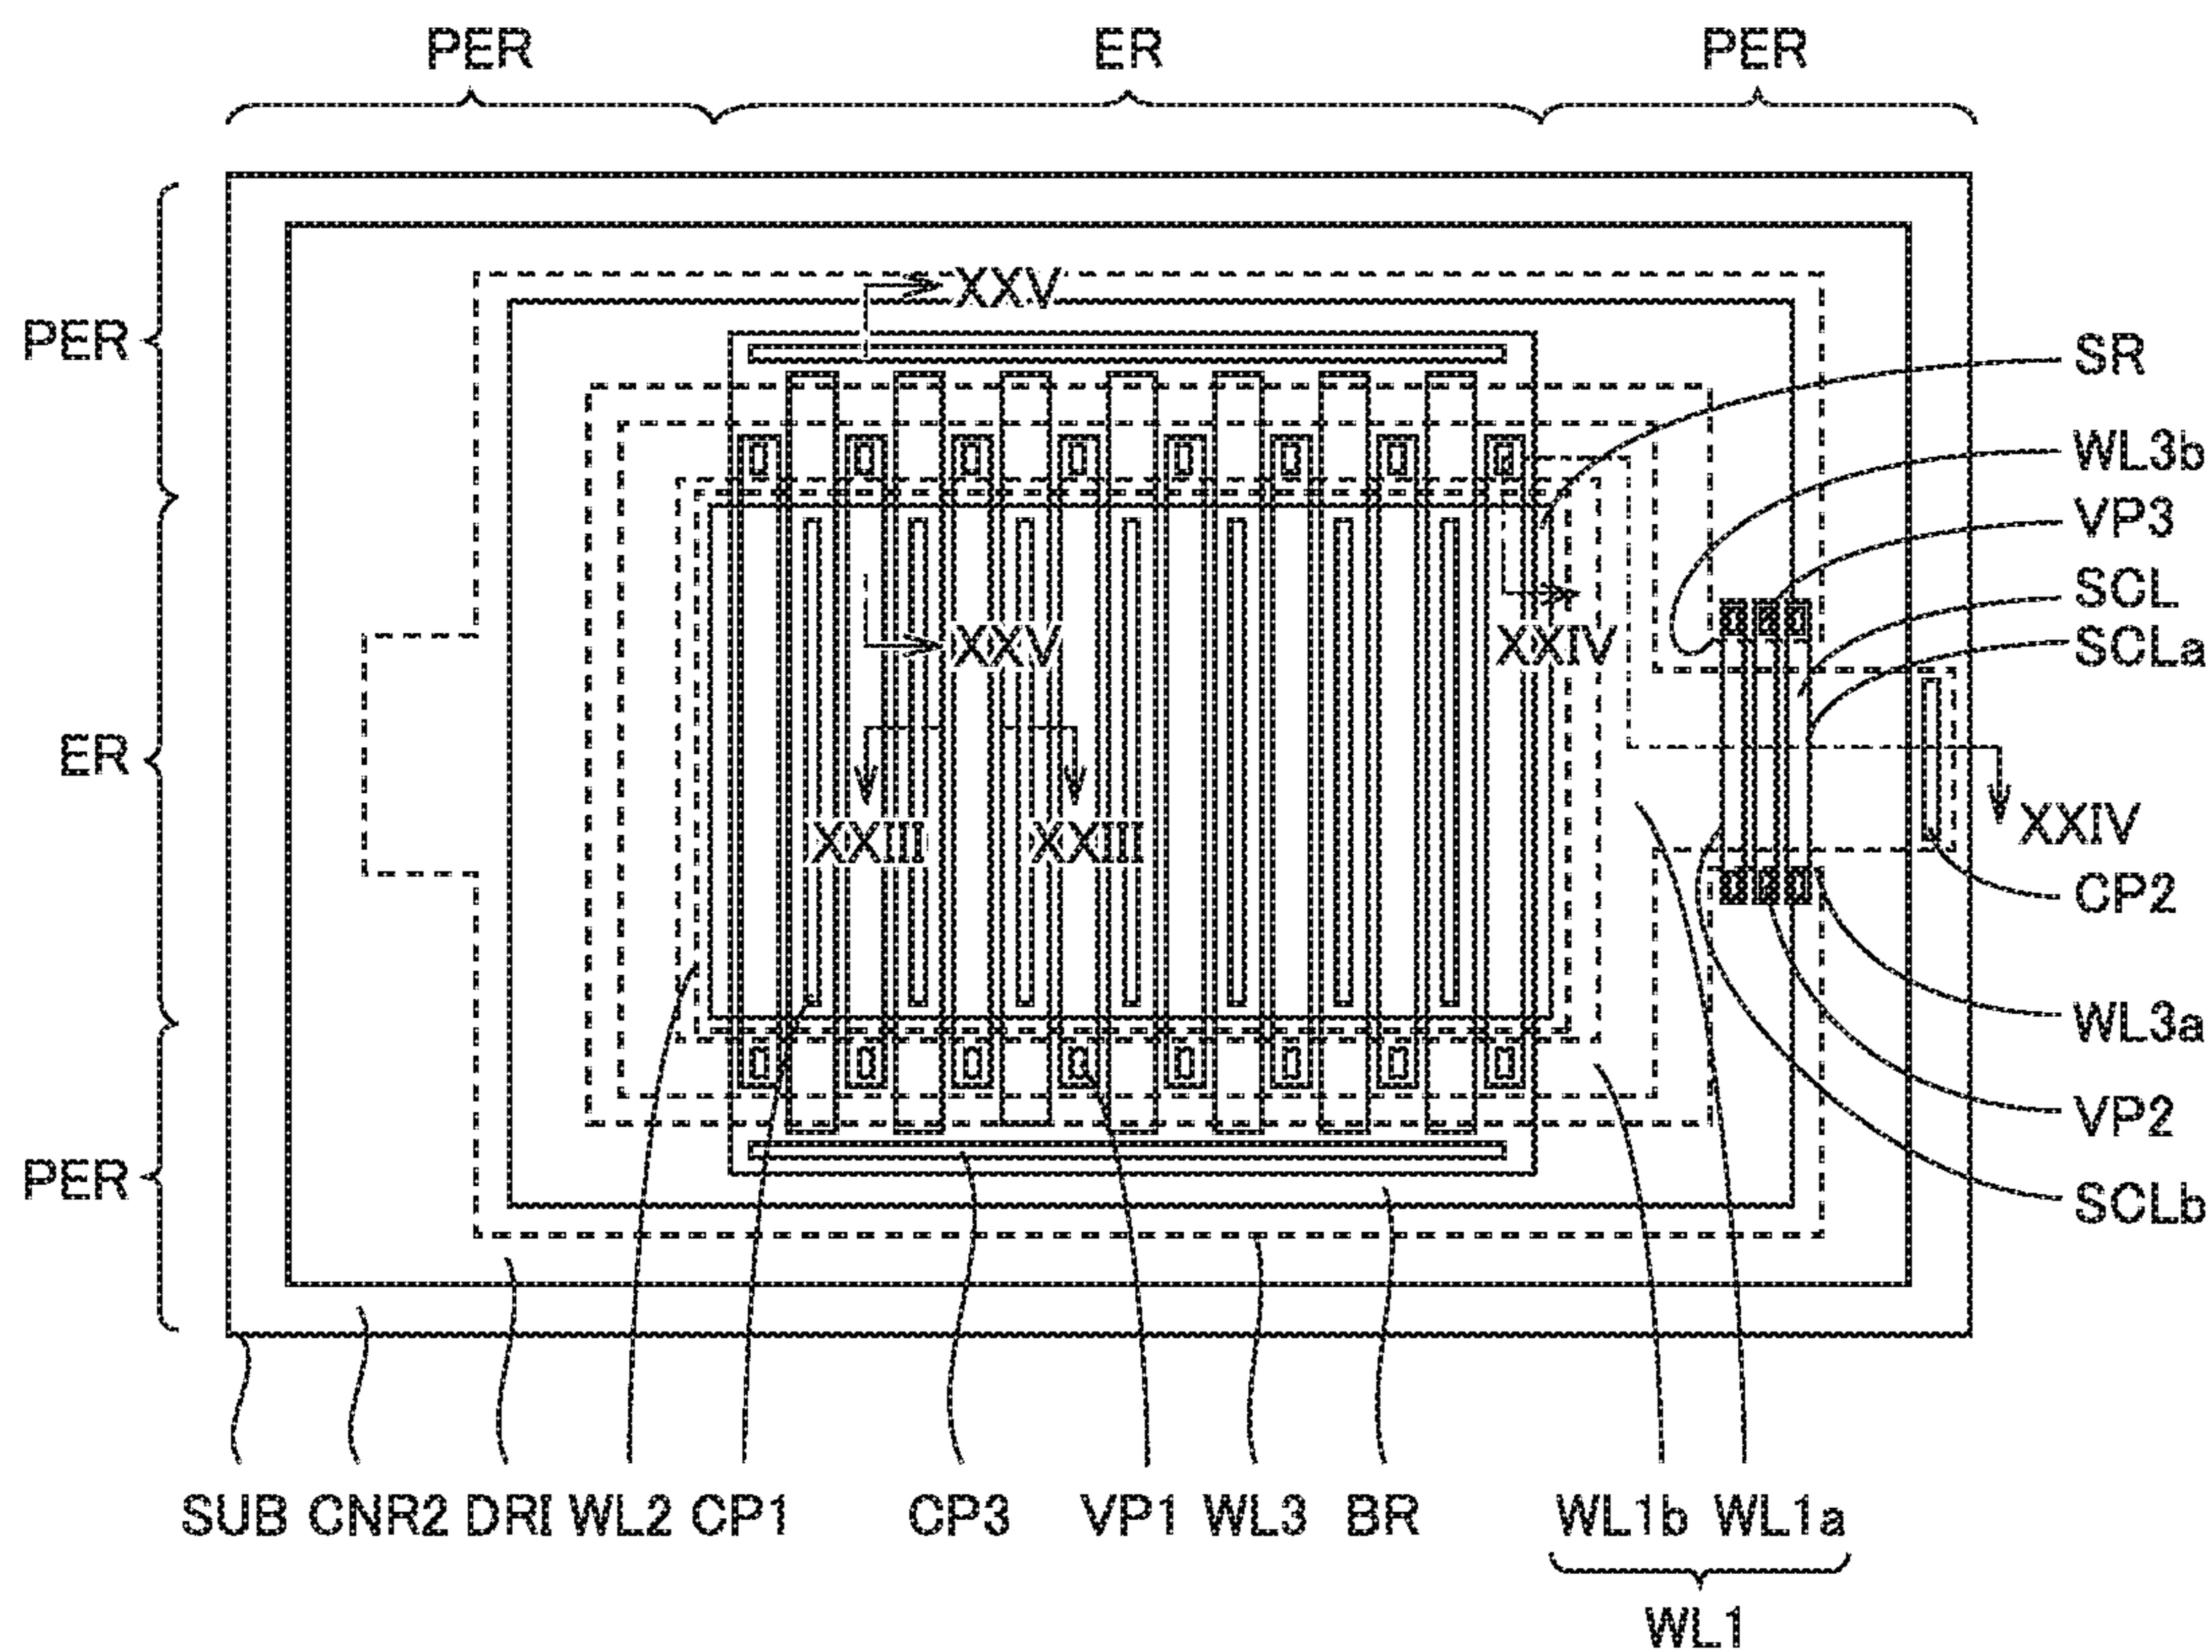 PER ER PER
XXV
PER
SR
WL3b
VP3
SCL
XXV XXIV
SCLa
ER
XXIII XXIII XXIV
CP2
WL3a
VP2
PER
SCLb
SUB CNR2 DRI WL2 CP1 CP3 VP1 WL3 BR WL1b WL1a
WL1